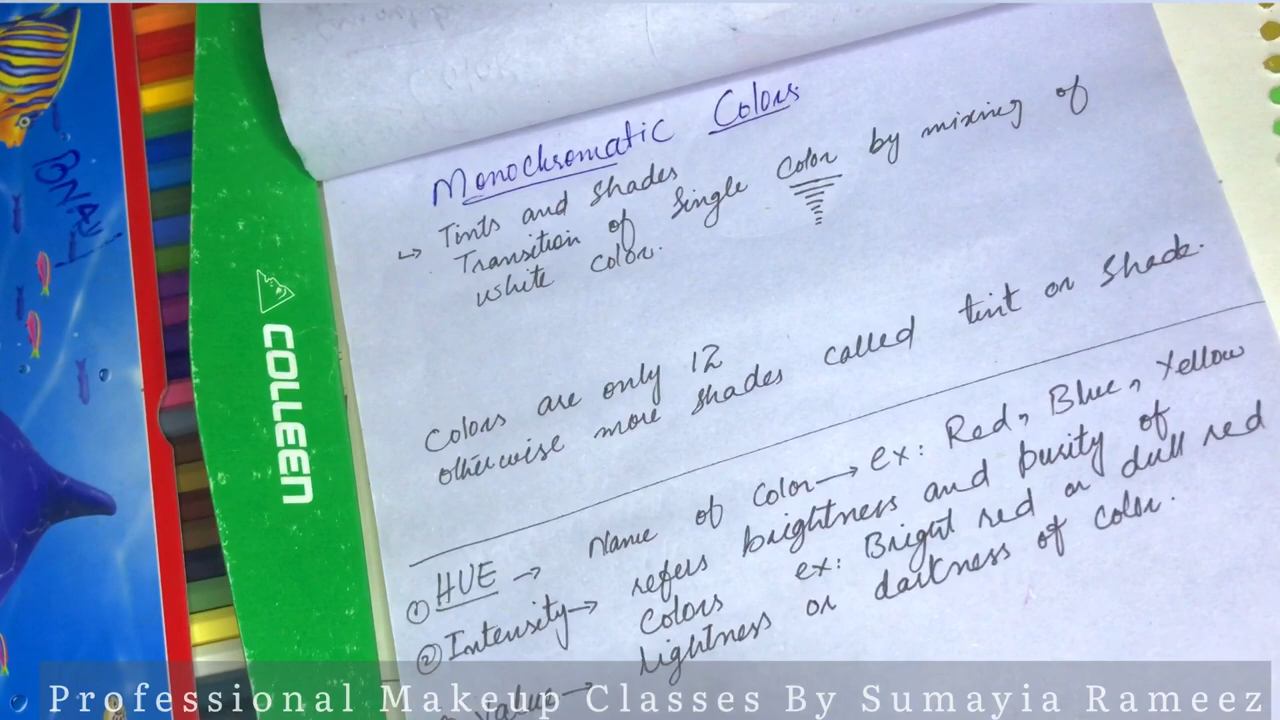 Monochromatic Colors
↳ Tints and Shades
Transition of Single Color by mixing of
white color.
Colors are only 12
otherwise more shades called tint or Shade.
① HUE → Name of Color → ex: Red, Blue, Yellow
② Intensity → refers brightness and purity of
Colors ex: Bright red or dull red
Value → lightness or darkness of color.
COLLEEN
Professional Makeup Classes By Sumayia Rameez